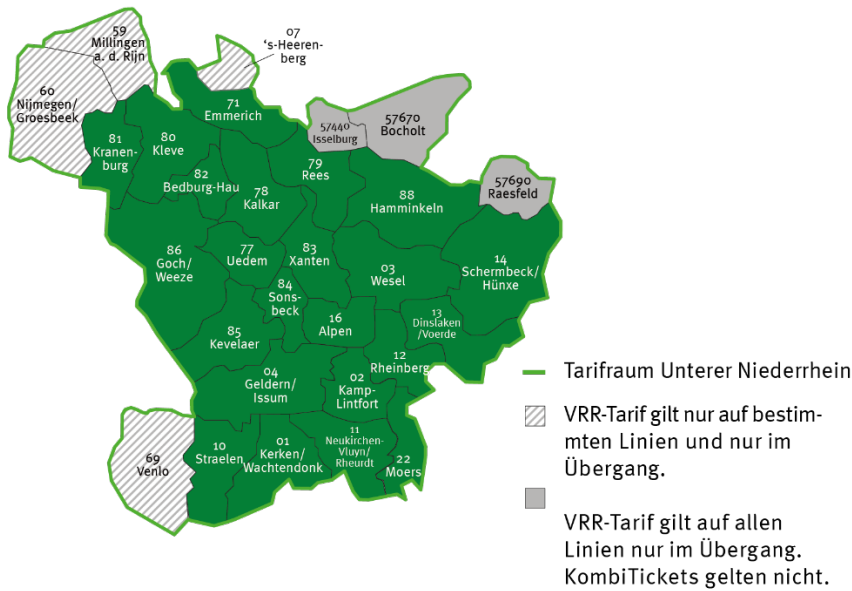 59
Millingen
a. d. Rijn
07
's-Heeren-
berg
60
Nijmegen/
Groesbeek
71
Emmerich
57440
Isselburg
57670
Bocholt
81
Kranen-
burg
80
Kleve
82
Bedburg-Hau
79
Rees
57690
Raesfeld
78
Kalkar
88
Hamminkeln
86
Goch/
Weeze
77
Uedem
83
Xanten
03
Wesel
14
Schermbeck/
Hünxe
84
Sons-
beck
16
Alpen
13
Dinslaken
/Voerde
85
Kevelaer
12
Rheinberg
04
Geldern/
Issum
02
Kamp-
Lintfort
69
Venlo
10
Straelen
01
Kerken/
Wachtendonk
11
Neukirchen-
Vluyn/
Rheurdt
22
Moers
Tarifraum Unterer Niederrhein
VRR-Tarif gilt nur auf bestim-
mten Linien und nur im
Übergang.
VRR-Tarif gilt auf allen
Linien nur im Übergang.
KombiTickets gelten nicht.